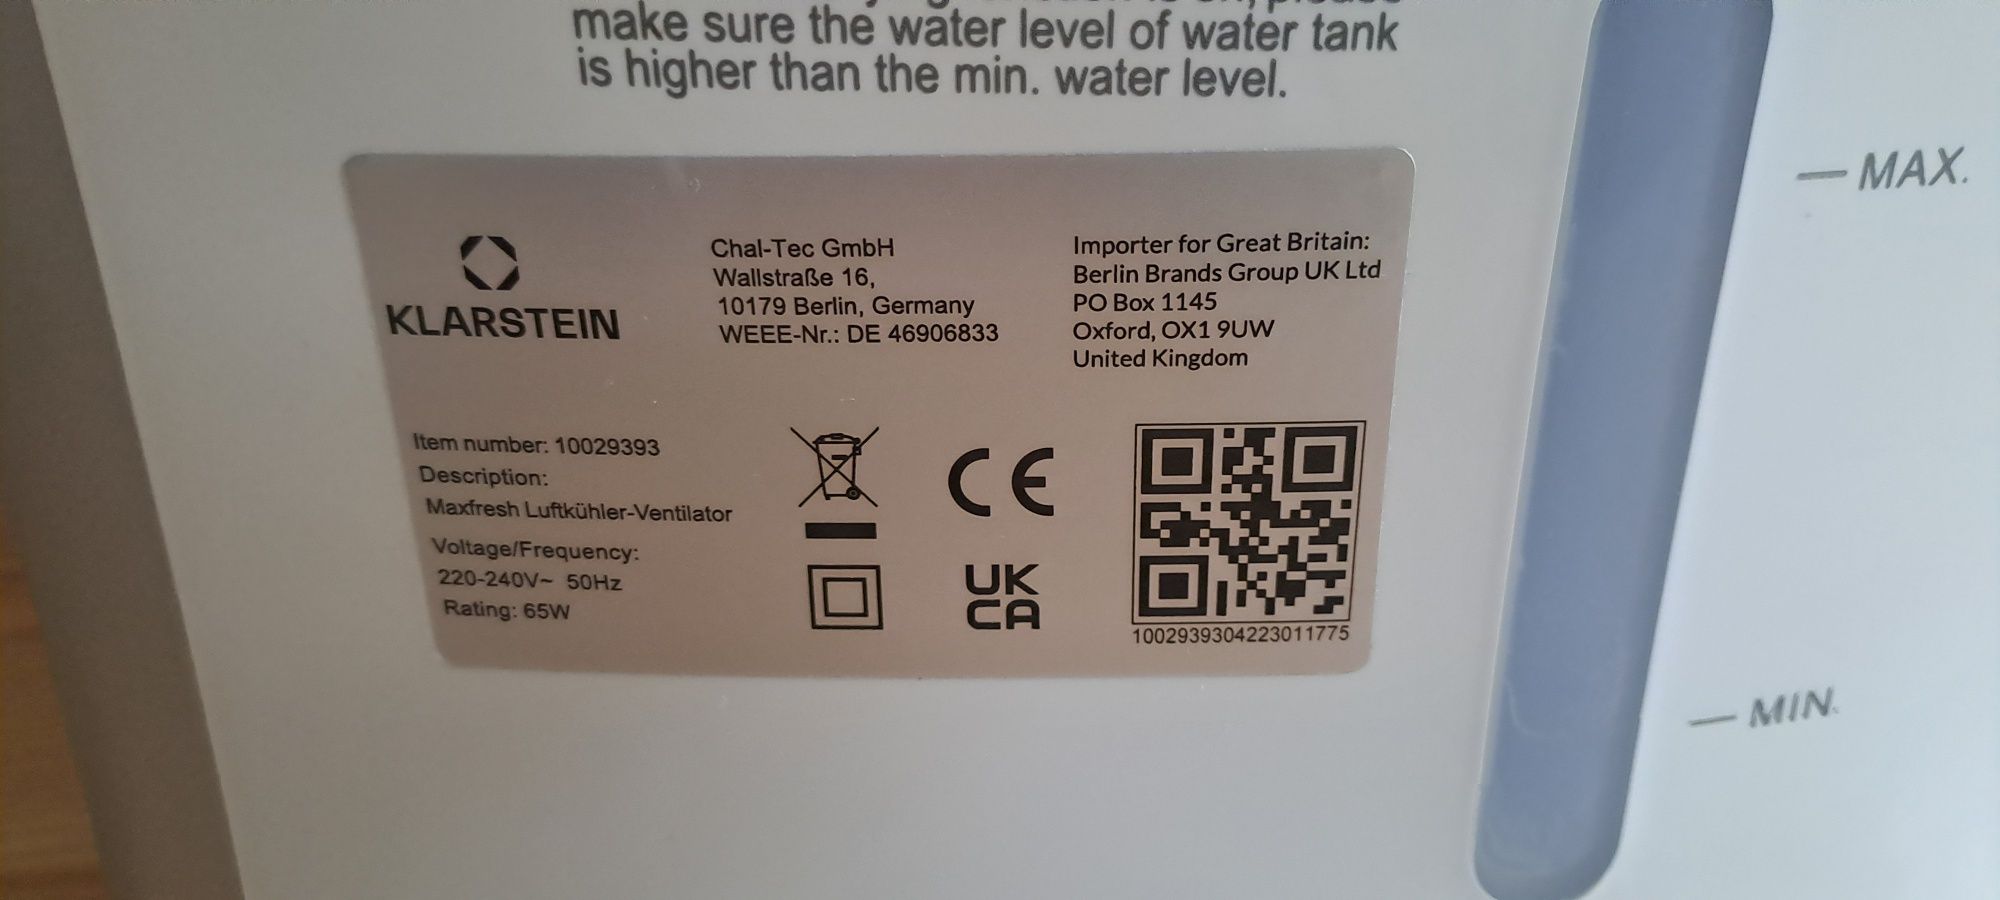 make sure the water level of water tank
is higher than the min. water level.
MAX.
KLARSTEIN
Chal-Tec GmbH
Wallstraße 16,
10179 Berlin, Germany
WEEE-Nr.: DE 46906833
Importer for Great Britain:
Berlin Brands Group UK Ltd
PO Box 1145
Oxford, OX1 9UW
United Kingdom
Item number: 10029393
Description:
Maxfresh Luftkühler-Ventilator
Voltage/Frequency:
220-240V~ 50Hz
Rating: 65W
CE
UK
CA
1002939304223011775
MIN.